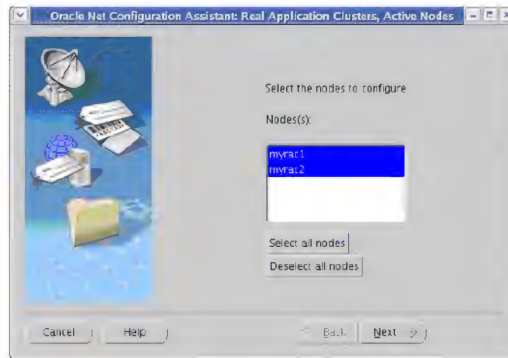 Oracle Net Configuration Assistant: Real Application Clusters, Active Nodes
Select the nodes to configure
Nodes(s):
myrac1
myrac2
Select all nodes
Deselect all nodes
Cancel
Help
Back
Next